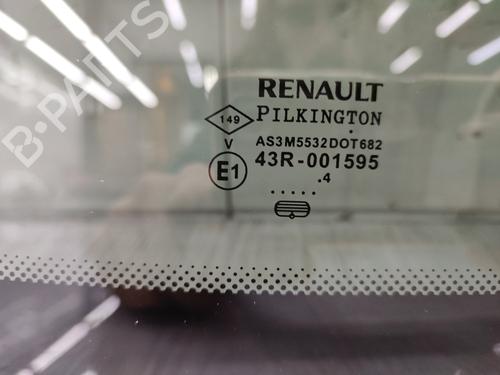 B-PARTS
RENAULT
149 PILKINGTON
V AS3M5532DOT682
E1 43R-001595
.4
.....